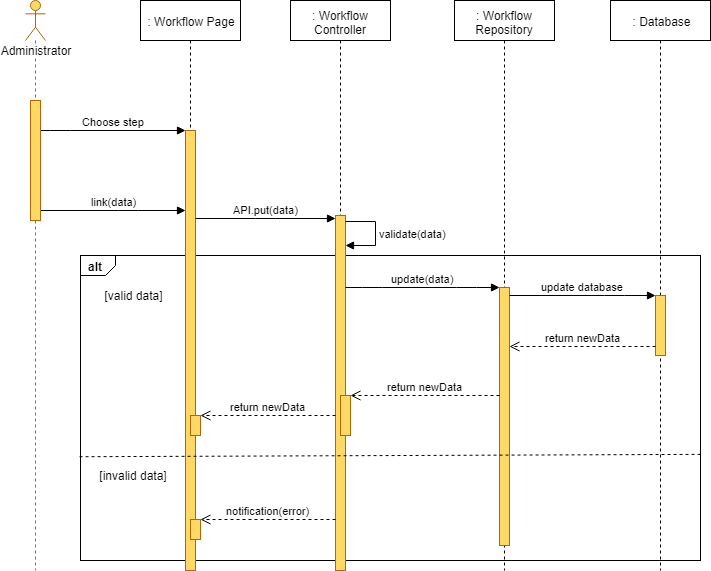 Administrator
: Workflow Page
: Workflow
Controller
: Workflow
Repository
: Database
Choose step
link(data)
API.put(data)
validate(data)
alt
[valid data]
update(data)
update database
return newData
return newData
return newData
[invalid data]
notification(error)